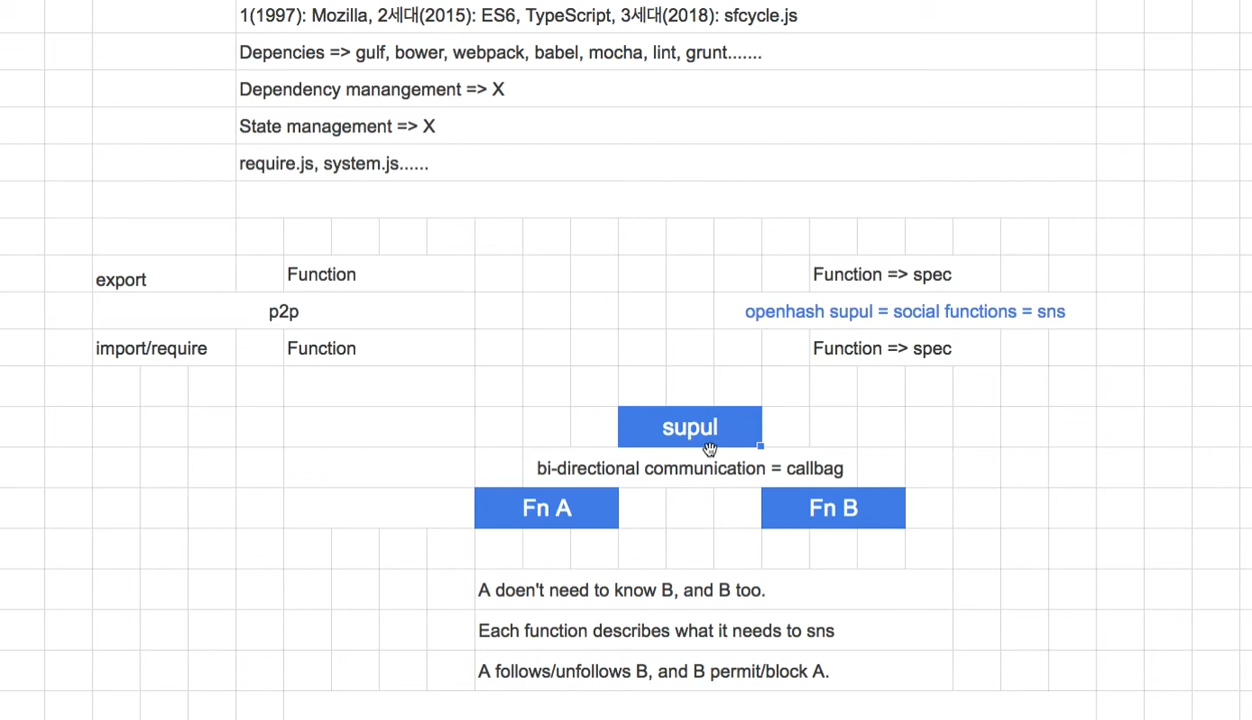 1(1997): Mozilla, 2세대(2015): ES6, TypeScript, 3세대(2018): sfcycle.js
Depencies => gulf, bower, webpack, babel, mocha, lint, grunt.......
Dependency manangement => X
State management => X
require.js, system.js......
export Function Function => spec
p2p openhash supul = social functions = sns
import/require Function Function => spec
supul
bi-directional communication = callbag
Fn A Fn B
A doen't need to know B, and B too.
Each function describes what it needs to sns
A follows/unfollows B, and B permit/block A.